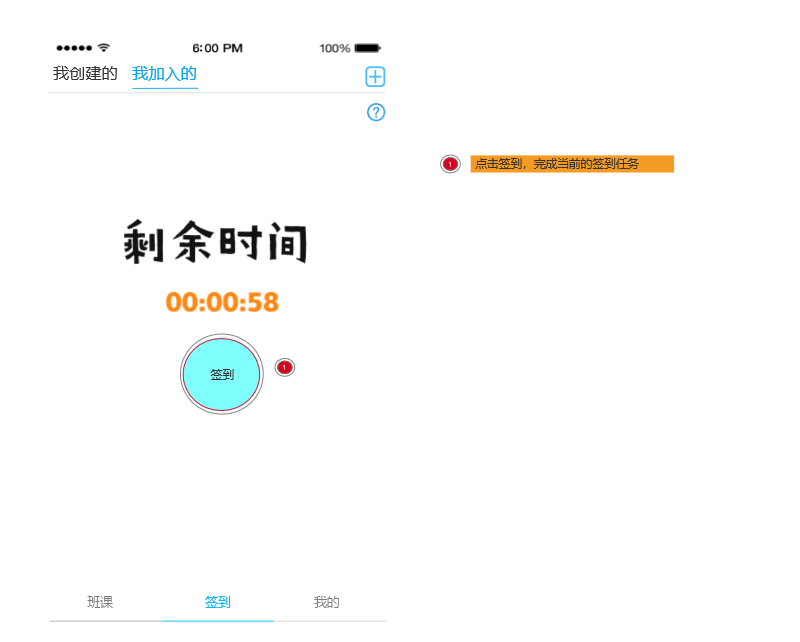 6:00 PM 100%
我创建的 我加入的
?
1 点击签到，完成当前的签到任务
剩余时间
00:00:58
签到 1
班课 签到 我的